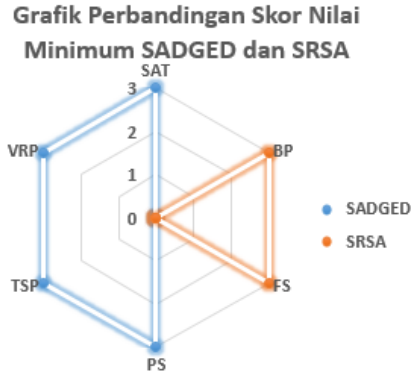 Grafik Perbandingan Skor Nilai
Minimum SADGED dan SRSA
SAT
3
VRP
2
BP
1
0
SADGED
SRSA
TSP
FS
PS